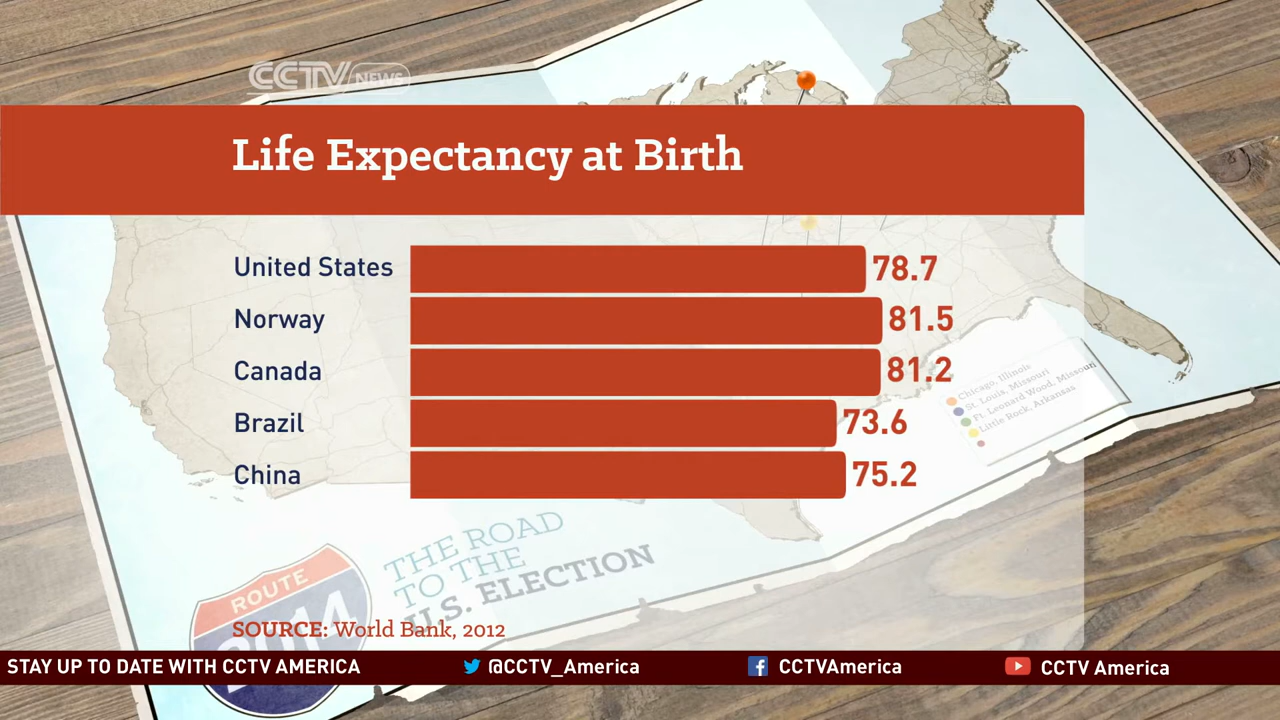 CCTV NEWS
Life Expectancy at Birth
United States 78.7
Norway 81.5
Canada 81.2
Brazil 73.6
China 75.2
Chicago, Illinois
St. Louis, Missouri
Ft. Leonard Wood, Missouri
Little Rock, Arkansas
THE ROAD
TO THE
U.S. ELECTION
ROUTE
2014
SOURCE: World Bank, 2012
STAY UP TO DATE WITH CCTV AMERICA @CCTV_America CCTVAmerica CCTV America